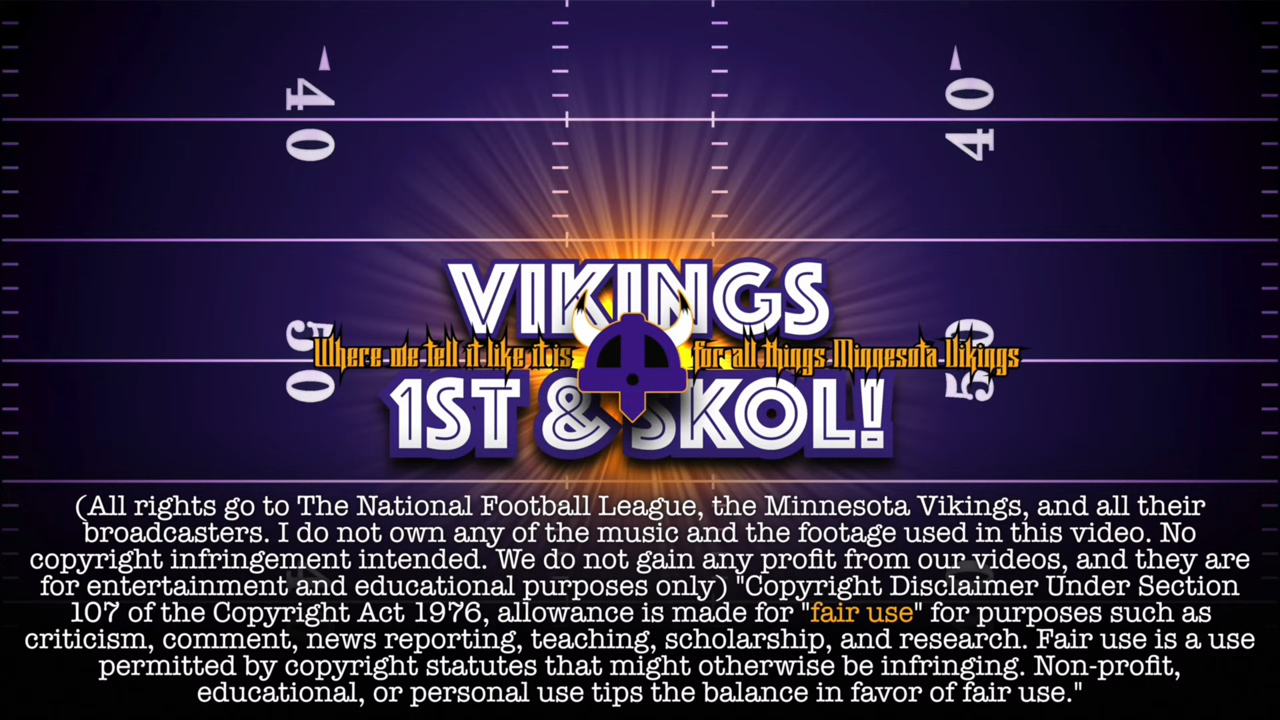 40
40
VIKINGS
50
Where we tell it like it is
for all things Minnesota Vikings
50
1ST & SKOL!
(All rights go to The National Football League, the Minnesota Vikings, and all their
broadcasters. I do not own any of the music and the footage used in this video. No
copyright infringement intended. We do not gain any profit from our videos, and they are
for entertainment and educational purposes only) "Copyright Disclaimer Under Section
107 of the Copyright Act 1976, allowance is made for "fair use" for purposes such as
criticism, comment, news reporting, teaching, scholarship, and research. Fair use is a use
permitted by copyright statutes that might otherwise be infringing. Non-profit,
educational, or personal use tips the balance in favor of fair use."